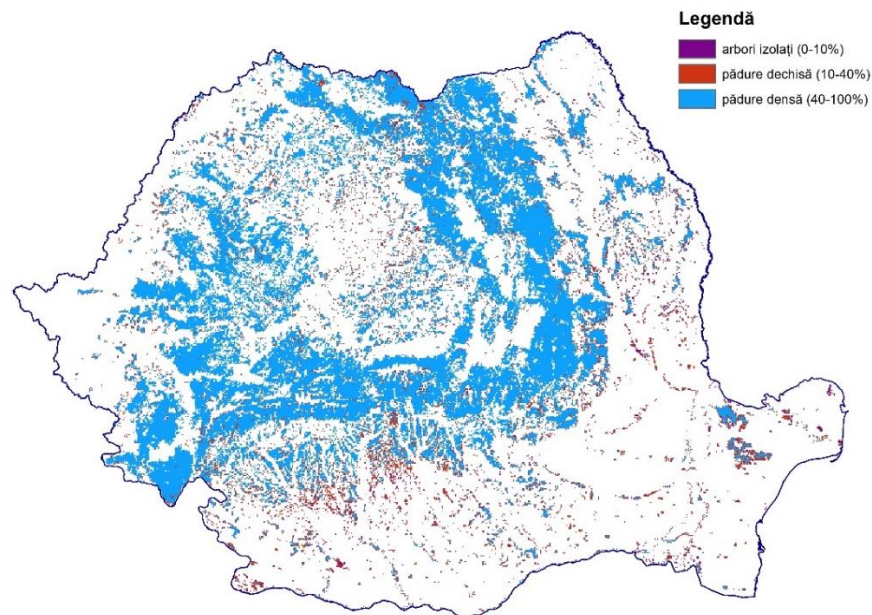 Legendă
arbori izolați (0-10%)
pădure dechisă (10-40%)
pădure densă (40-100%)